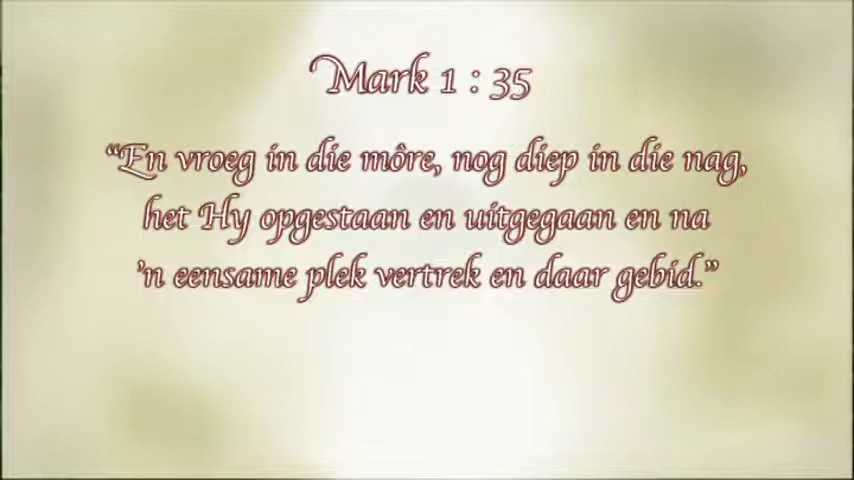 Mark 1 : 35
“En vroeg in die môre, nog diep in die nag,
het Hy opgestaan en uitgegaan en na
’n eensame plek vertrek en daar gebid.”